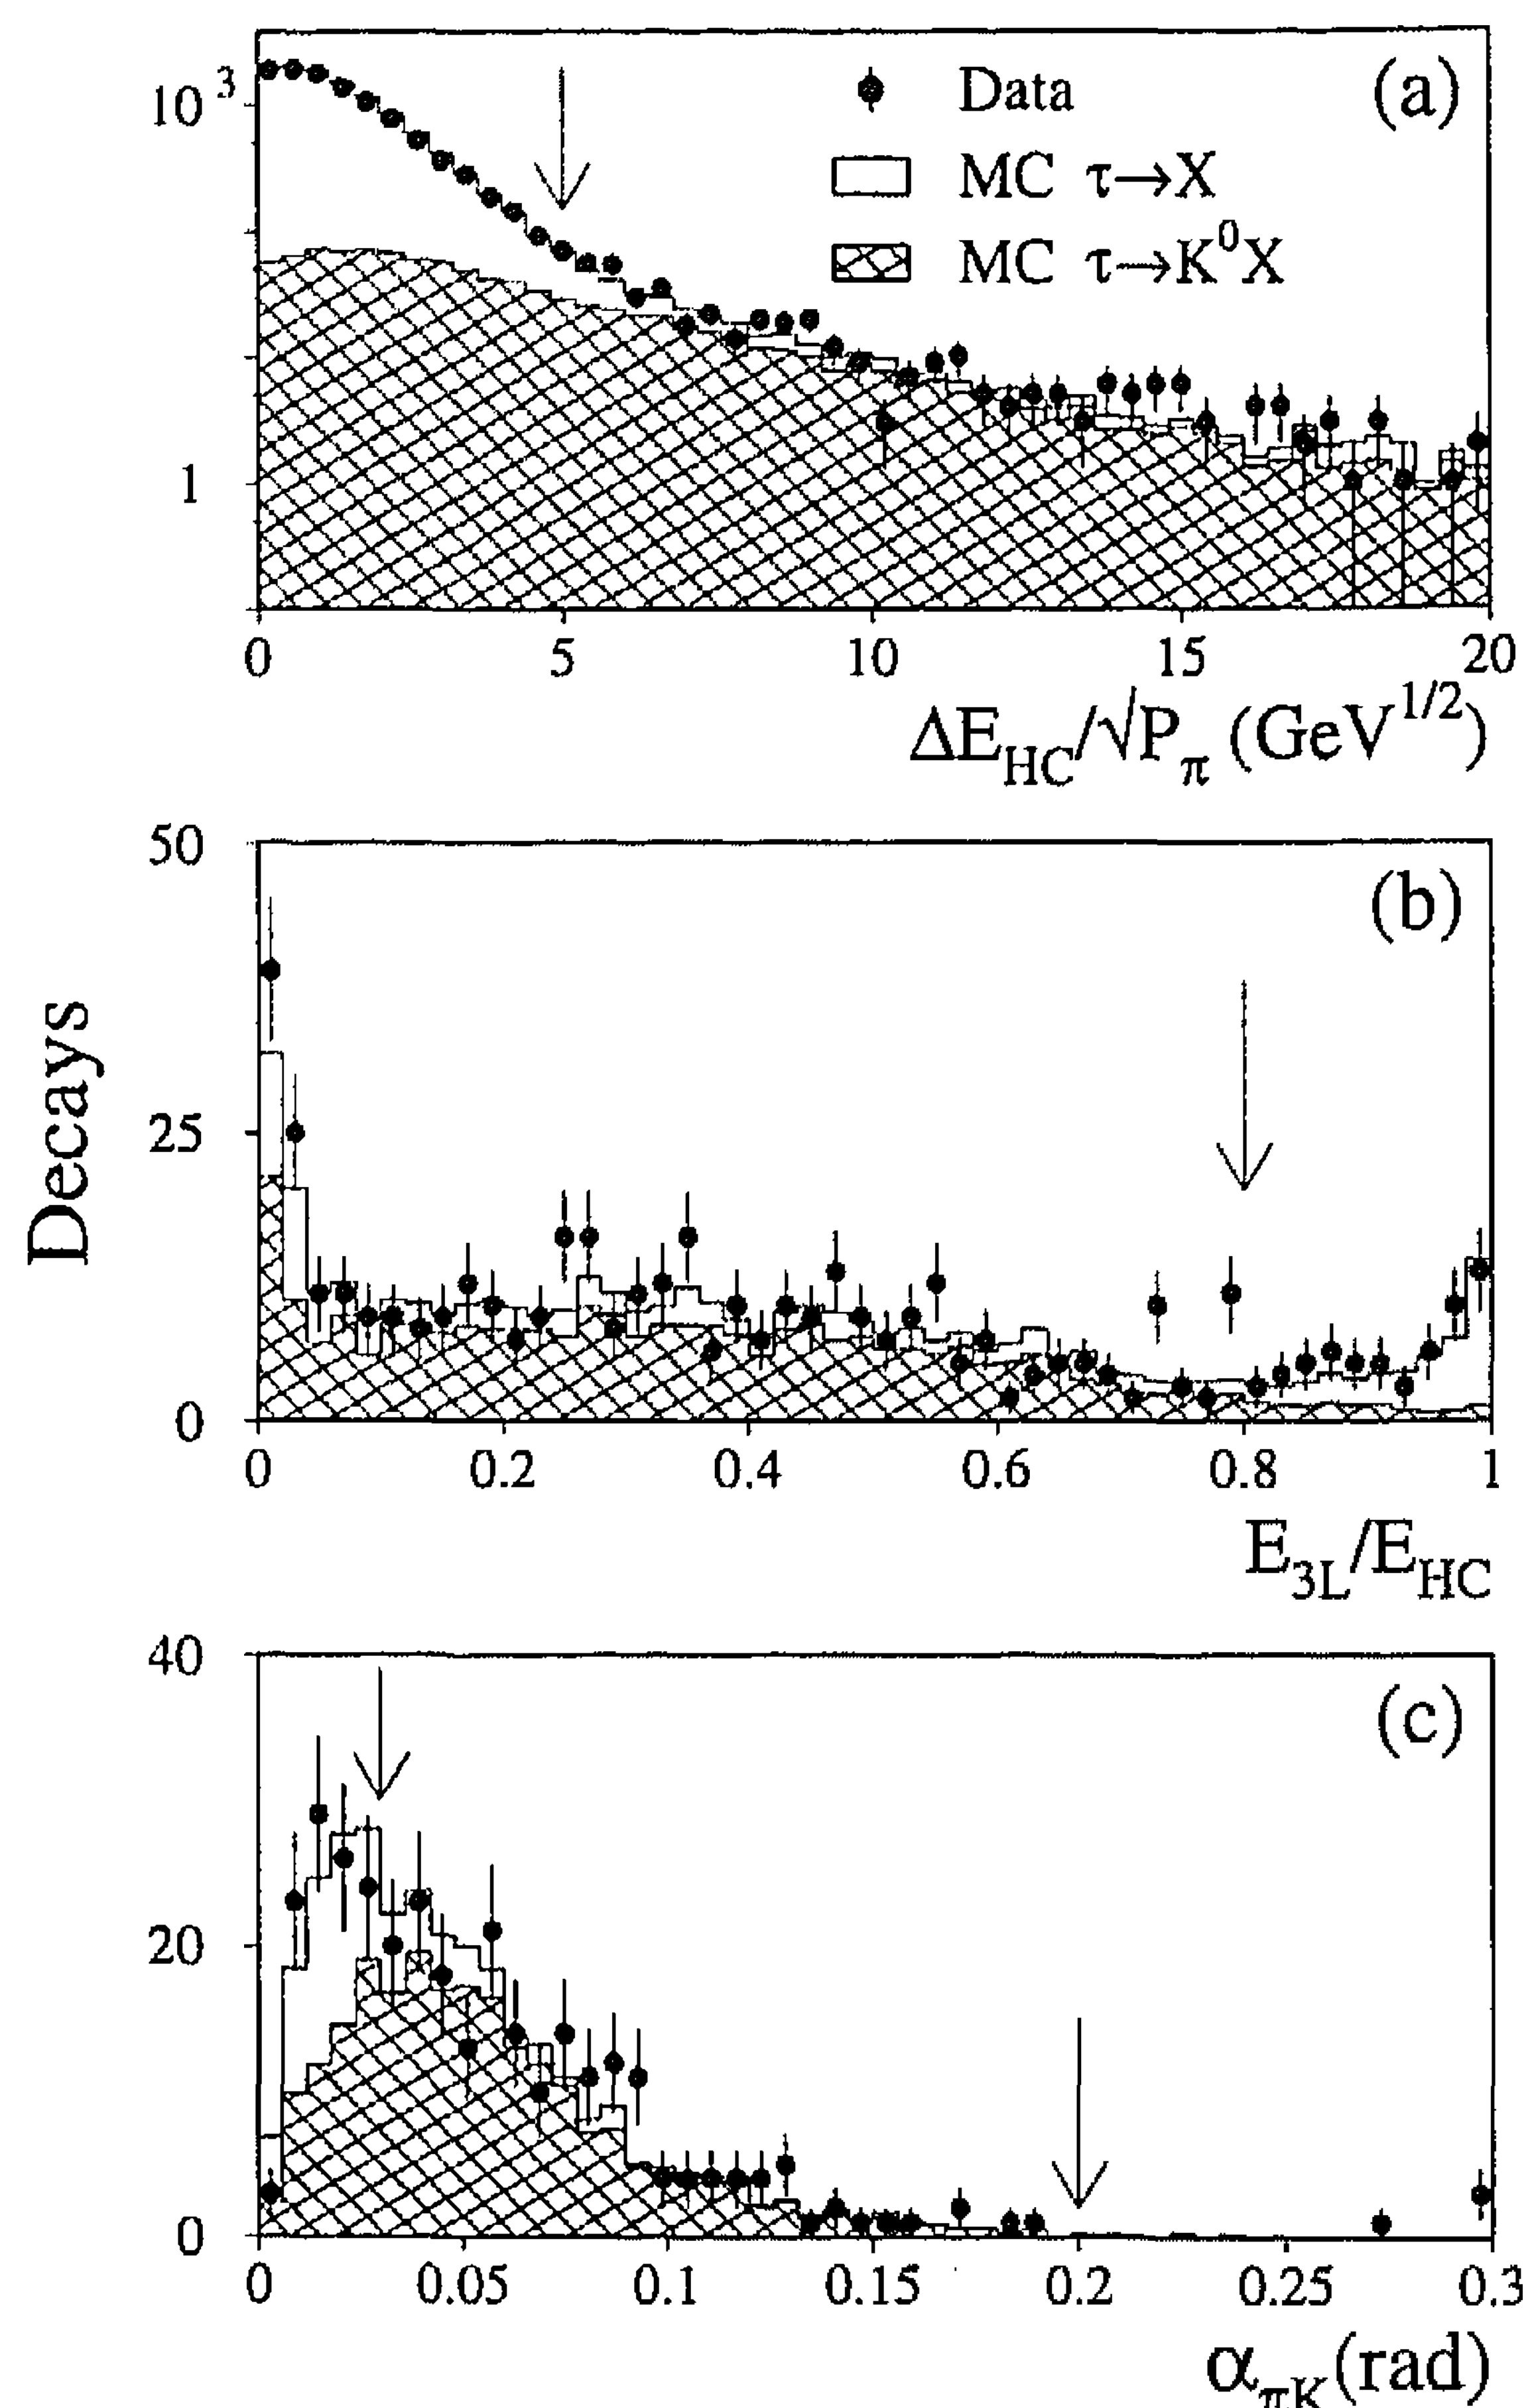 (a)
10³
Data
MC τ→X
MC τ→K⁰X
1
0 5 10 15 20
ΔE_HC/√P_π (GeV^1/2)
50
(b)
25
0
0 0.2 0.4 0.6 0.8 1
E_3L/E_HC
Decays
40
(c)
20
0
0 0.05 0.1 0.15 0.2 0.25 0.3
α_πK(rad)